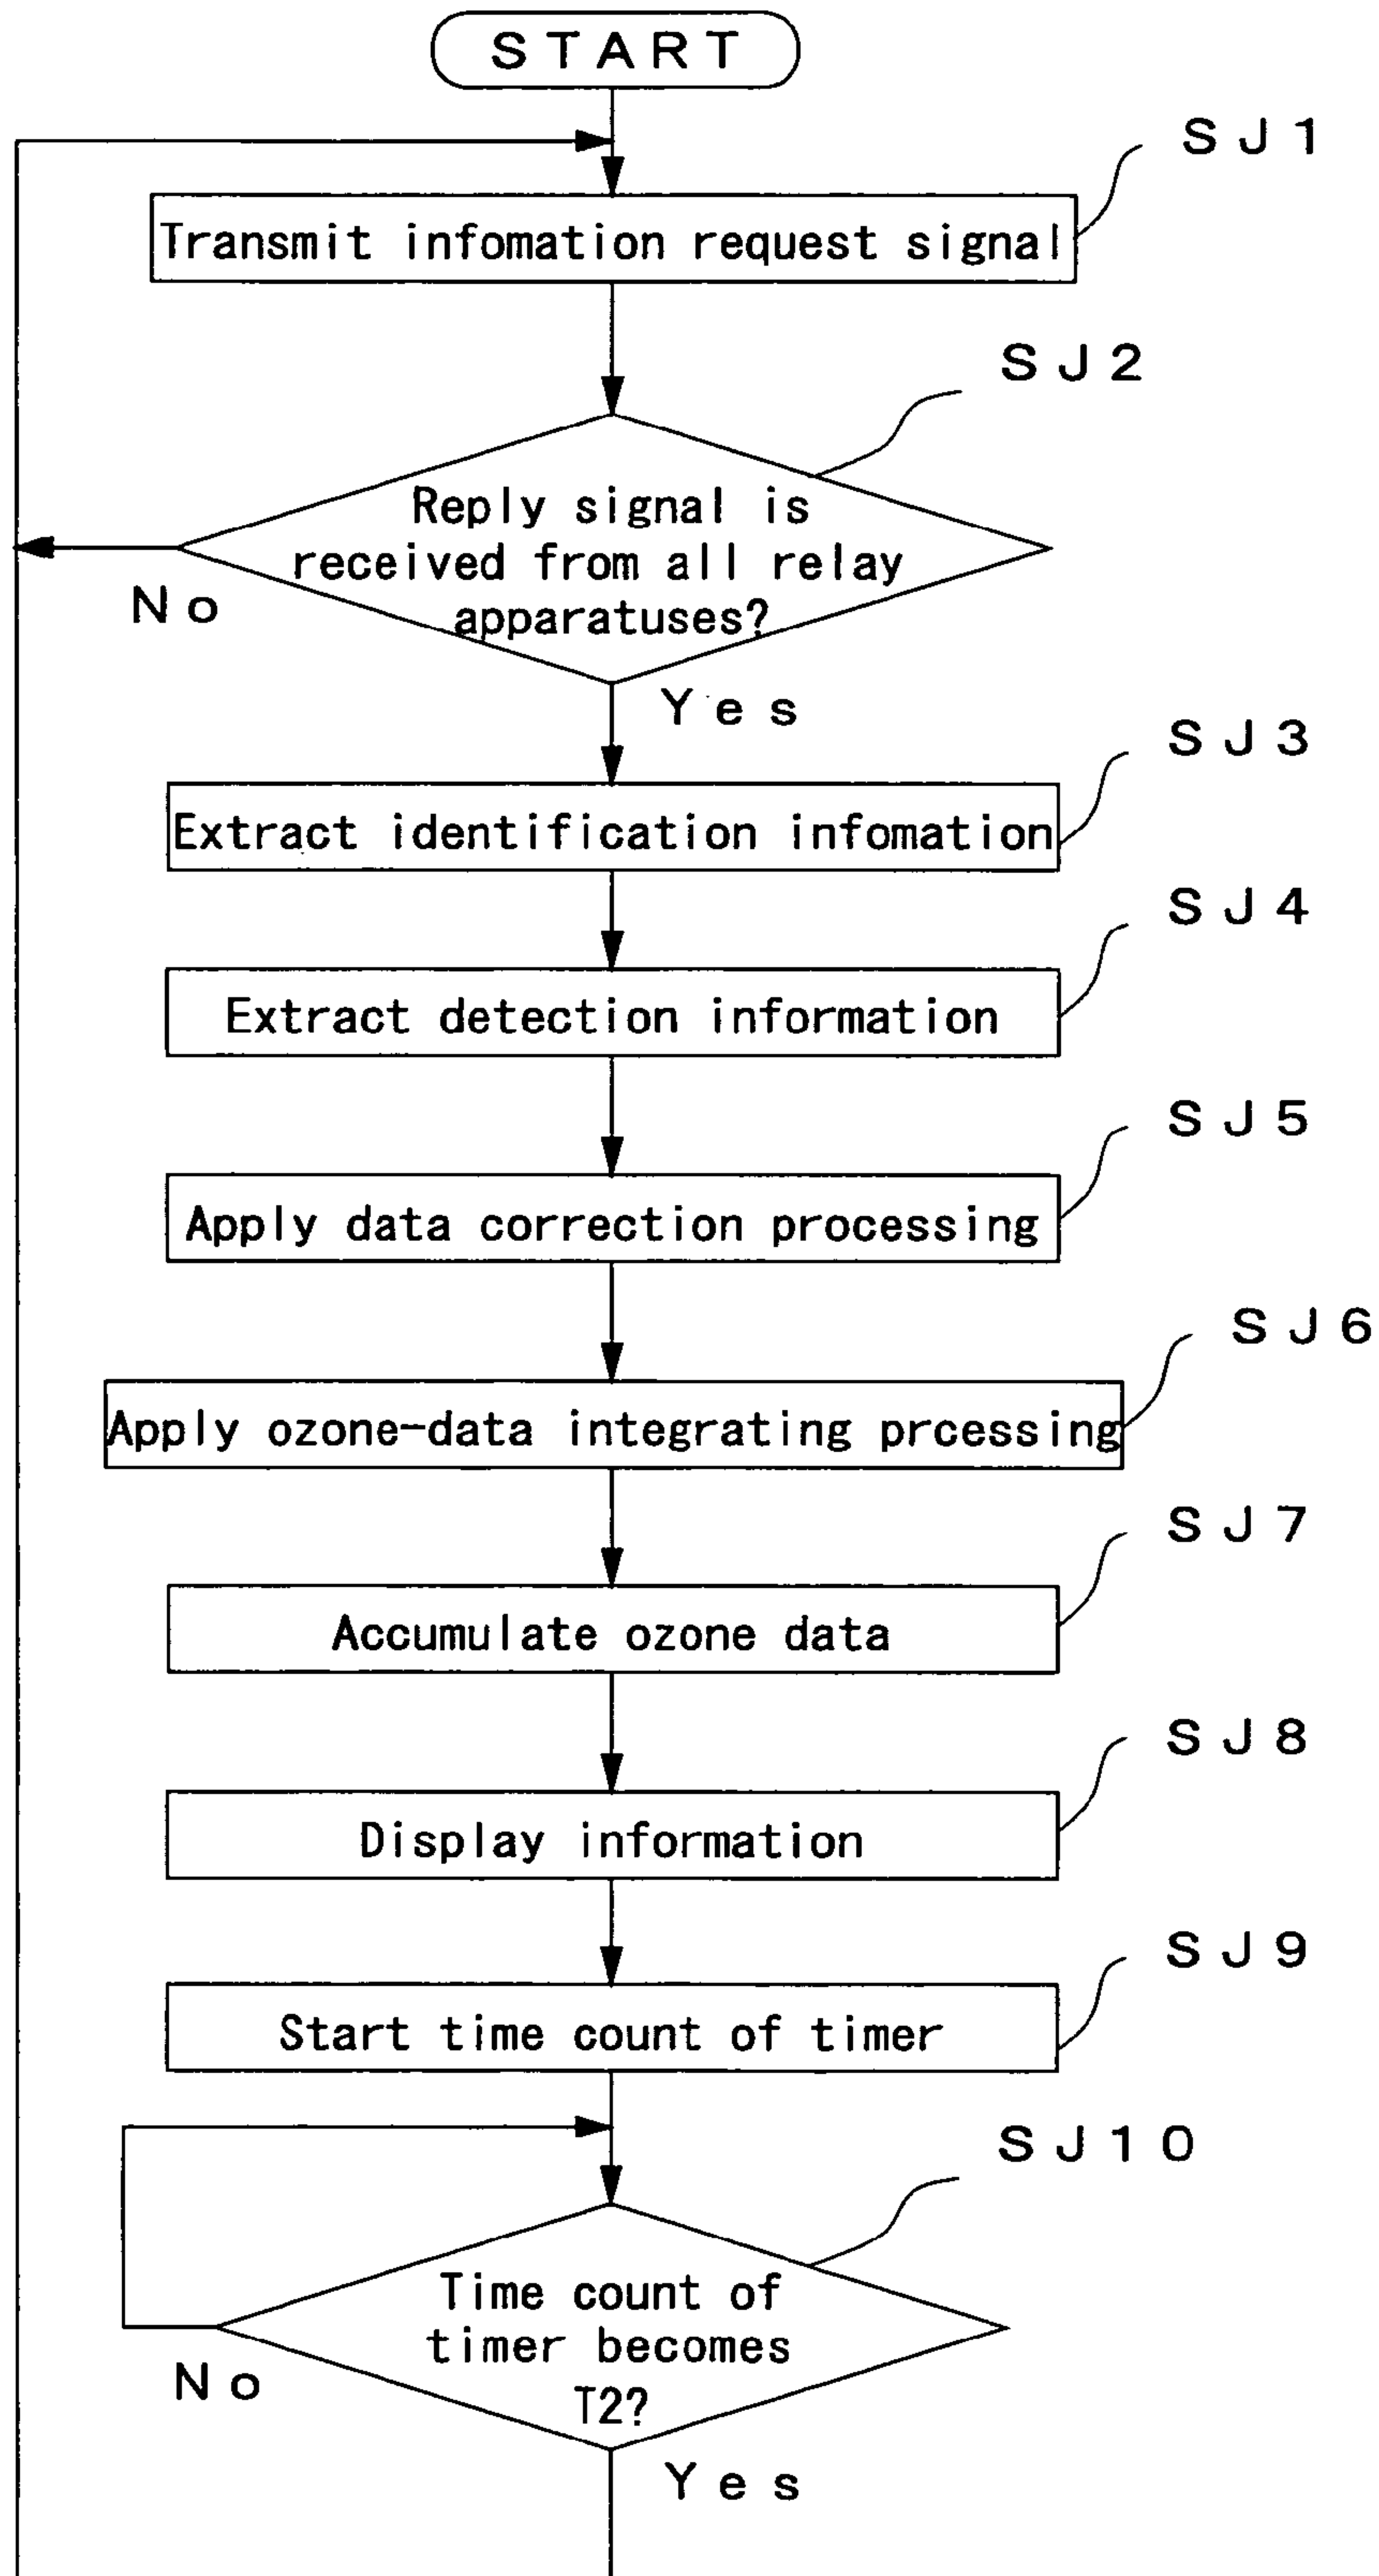 START
SJ1
Transmit infomation request signal
SJ2
Reply signal is
received from all relay
apparatuses?
No
Yes
SJ3
Extract identification infomation
SJ4
Extract detection information
SJ5
Apply data correction processing
SJ6
Apply ozone-data integrating prcessing
SJ7
Accumulate ozone data
SJ8
Display information
SJ9
Start time count of timer
SJ10
Time count of
timer becomes
T2?
No
Yes